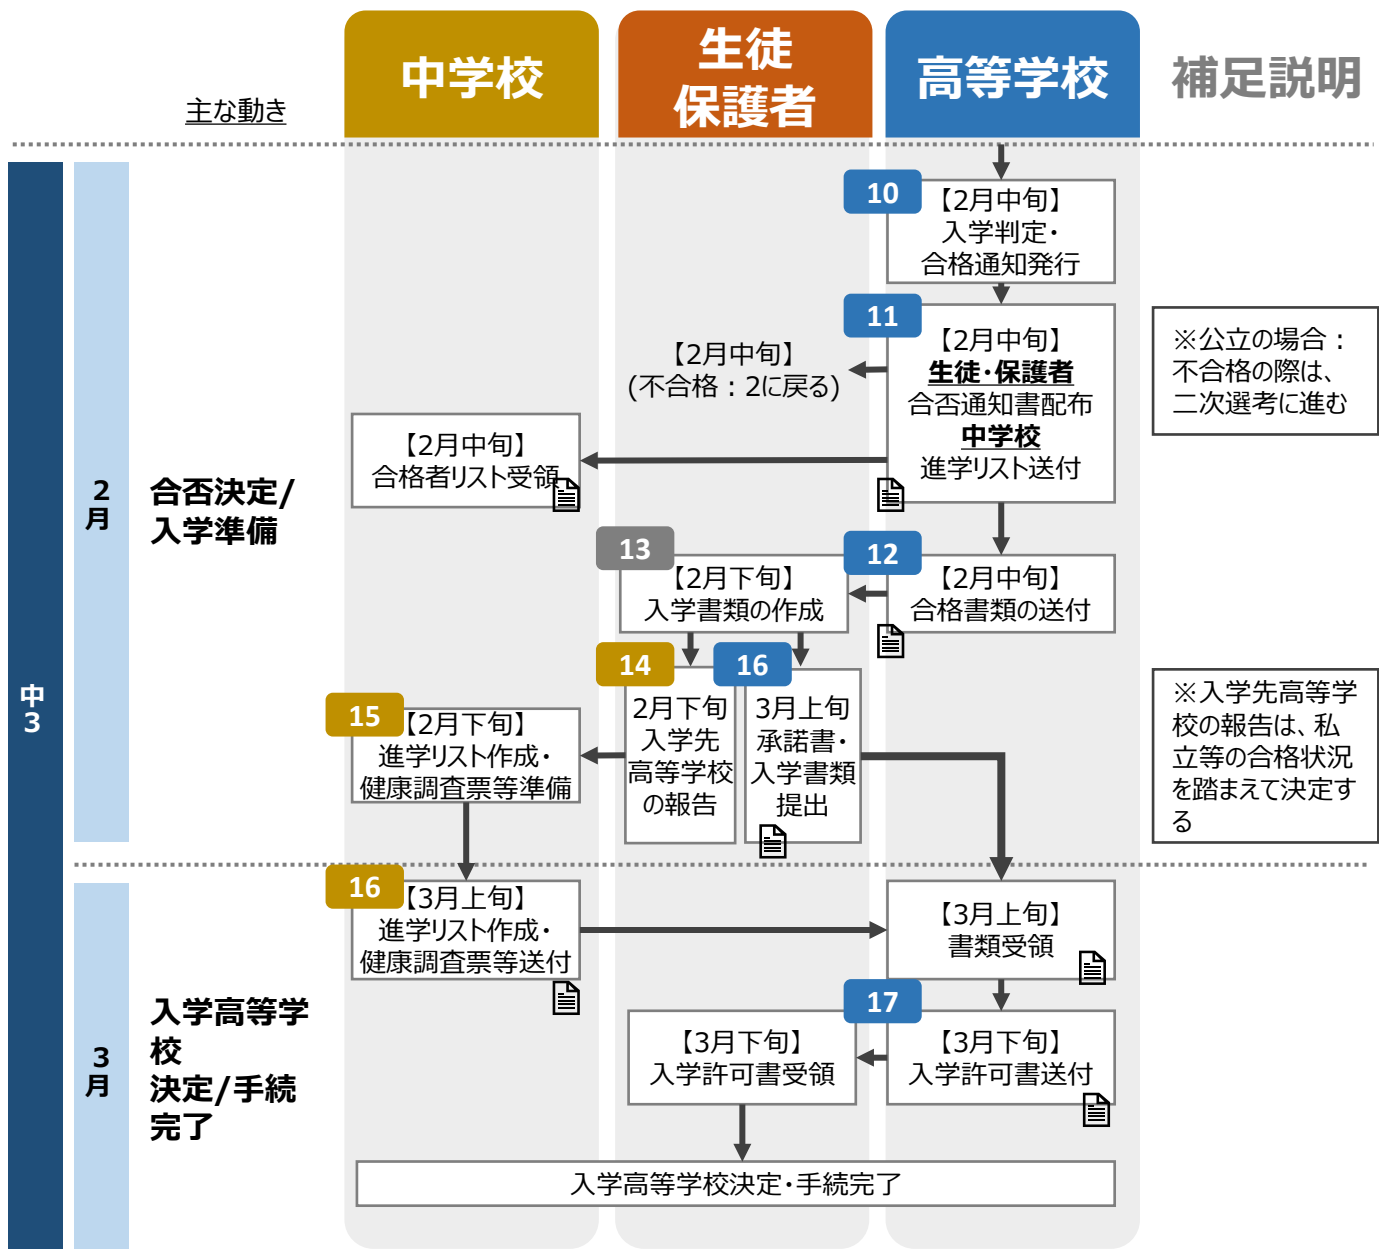 主な動き
中学校
生徒
保護者
高等学校
補足説明
中
3
2
月
合否決定/
入学準備
10
【2月中旬】
入学判定・
合格通知発行
11
【2月中旬】
生徒・保護者
合否通知書配布
中学校
進学リスト送付
【2月中旬】
(不合格：2に戻る)
※公立の場合：
不合格の際は、
二次選考に進む
【2月中旬】
合格者リスト受領
12
【2月中旬】
合格書類の送付
13
【2月下旬】
入学書類の作成
14
2月下旬
入学先
高等学校
の報告
16
3月上旬
承諾書・
入学書類
提出
15
【2月下旬】
進学リスト作成・
健康調査票等準備
※入学先高等学
校の報告は、私
立等の合格状況
を踏まえて決定す
る
3
月
入学高等学
校
決定/手続
完了
16
【3月上旬】
進学リスト作成・
健康調査票等送付
【3月上旬】
書類受領
17
【3月下旬】
入学許可書送付
【3月下旬】
入学許可書受領
入学高等学校決定・手続完了